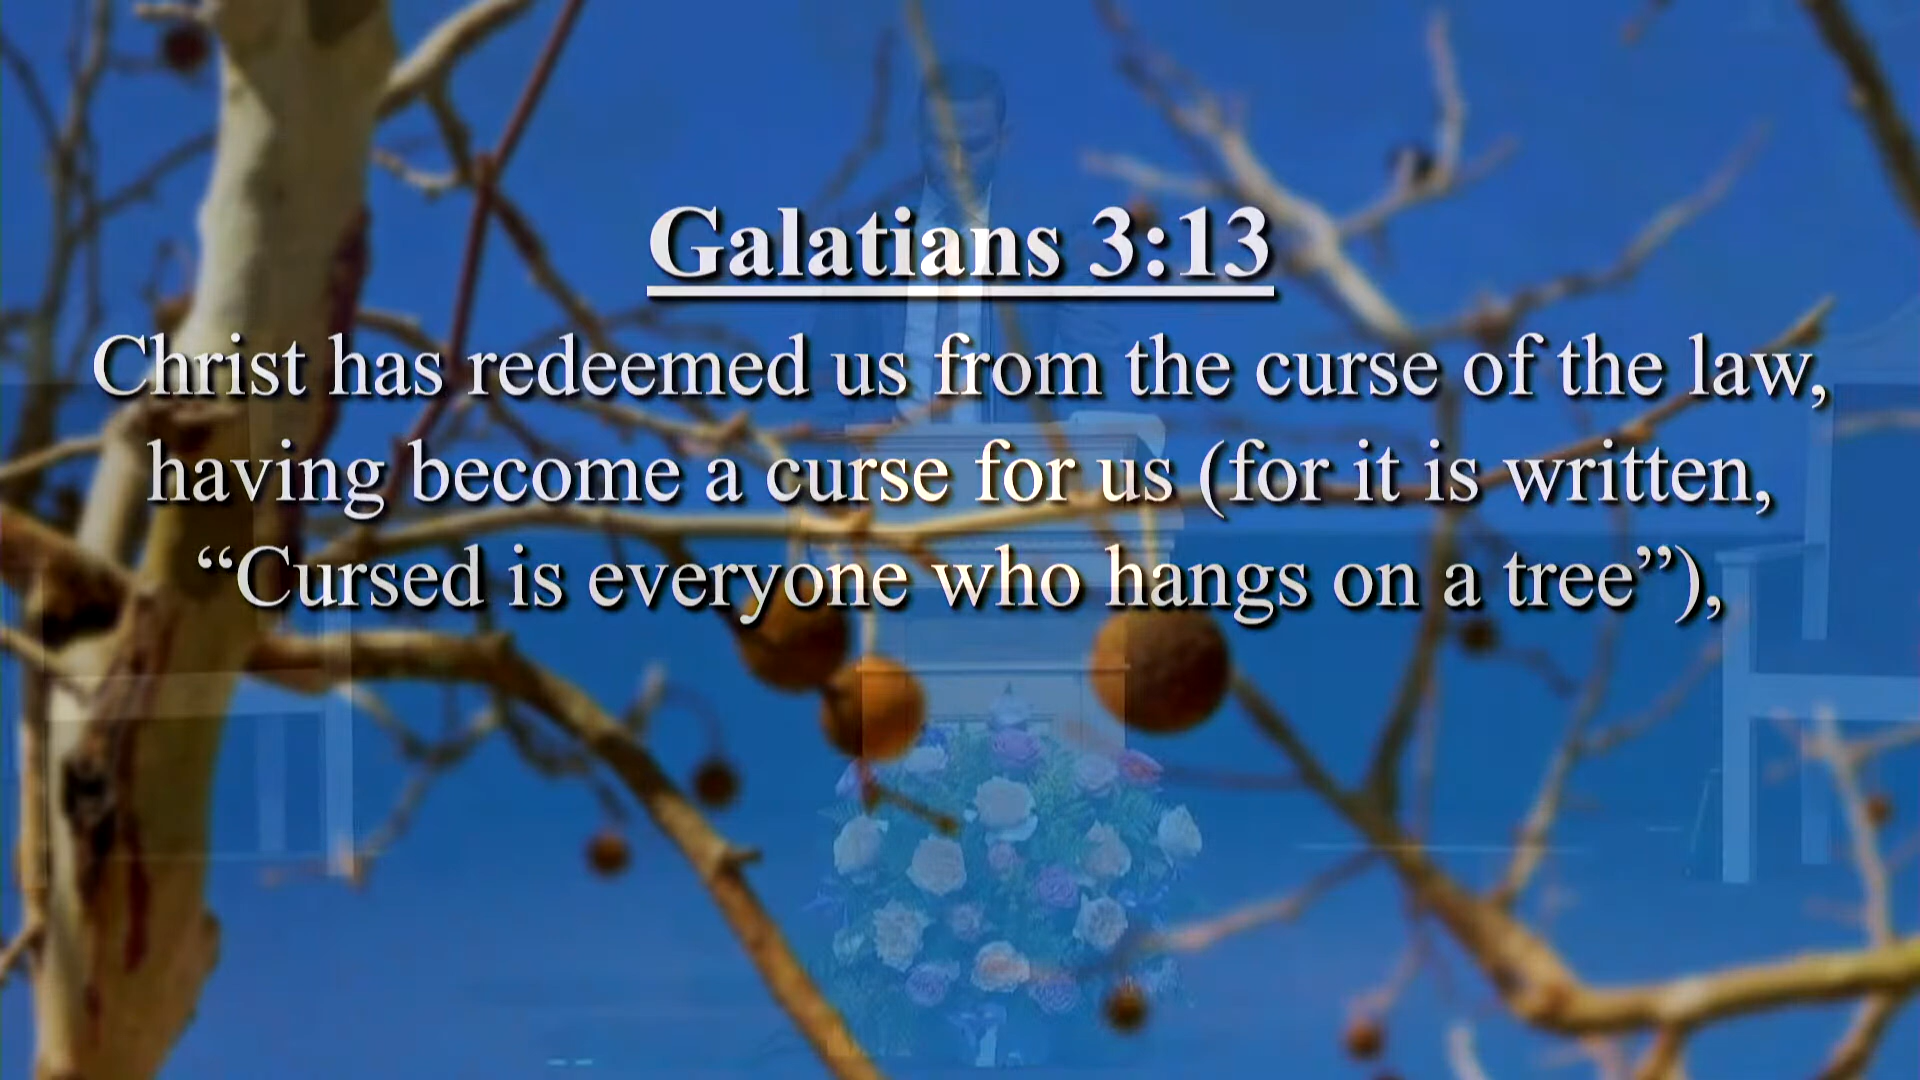 Galatians 3:13
Christ has redeemed us from the curse of the law,
having become a curse for us (for it is written,
“Cursed is everyone who hangs on a tree”),